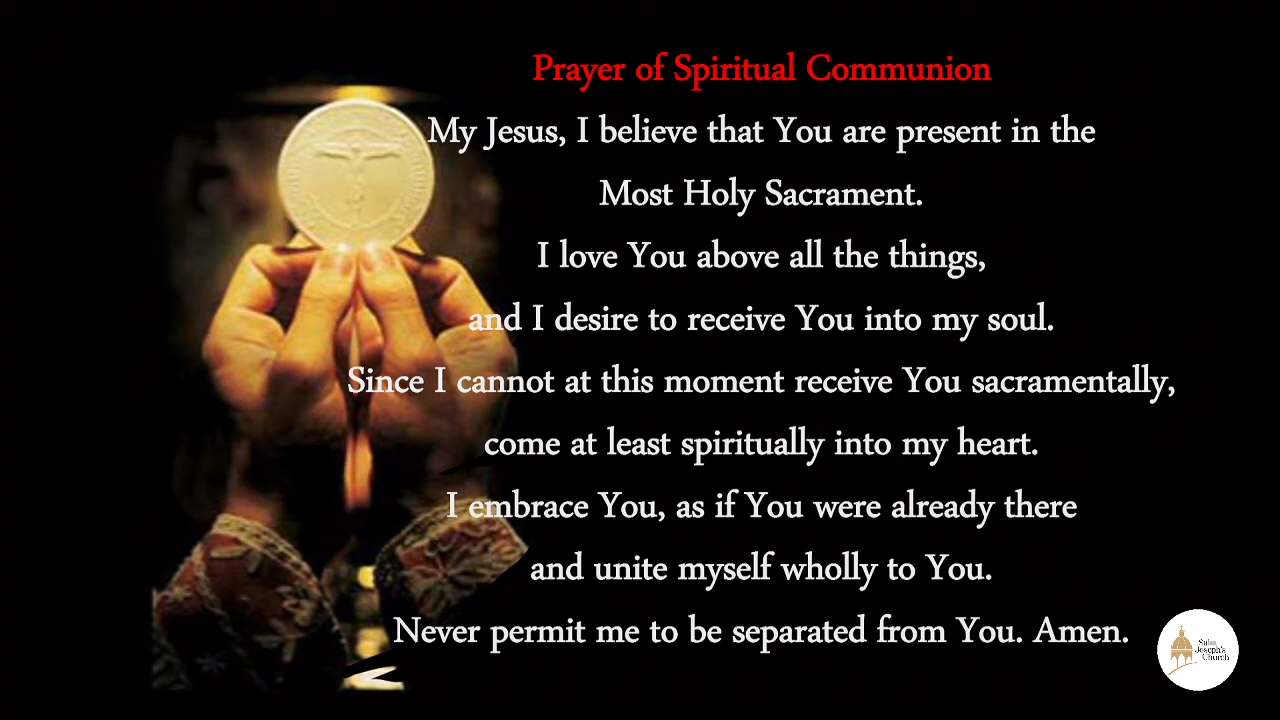 Prayer of Spiritual Communion
My Jesus, I believe that You are present in the
Most Holy Sacrament.
I love You above all the things,
and I desire to receive You into my soul.
Since I cannot at this moment receive You sacramentally,
come at least spiritually into my heart.
I embrace You, as if You were already there
and unite myself wholly to You.
Never permit me to be separated from You. Amen.
Joseph's
Church